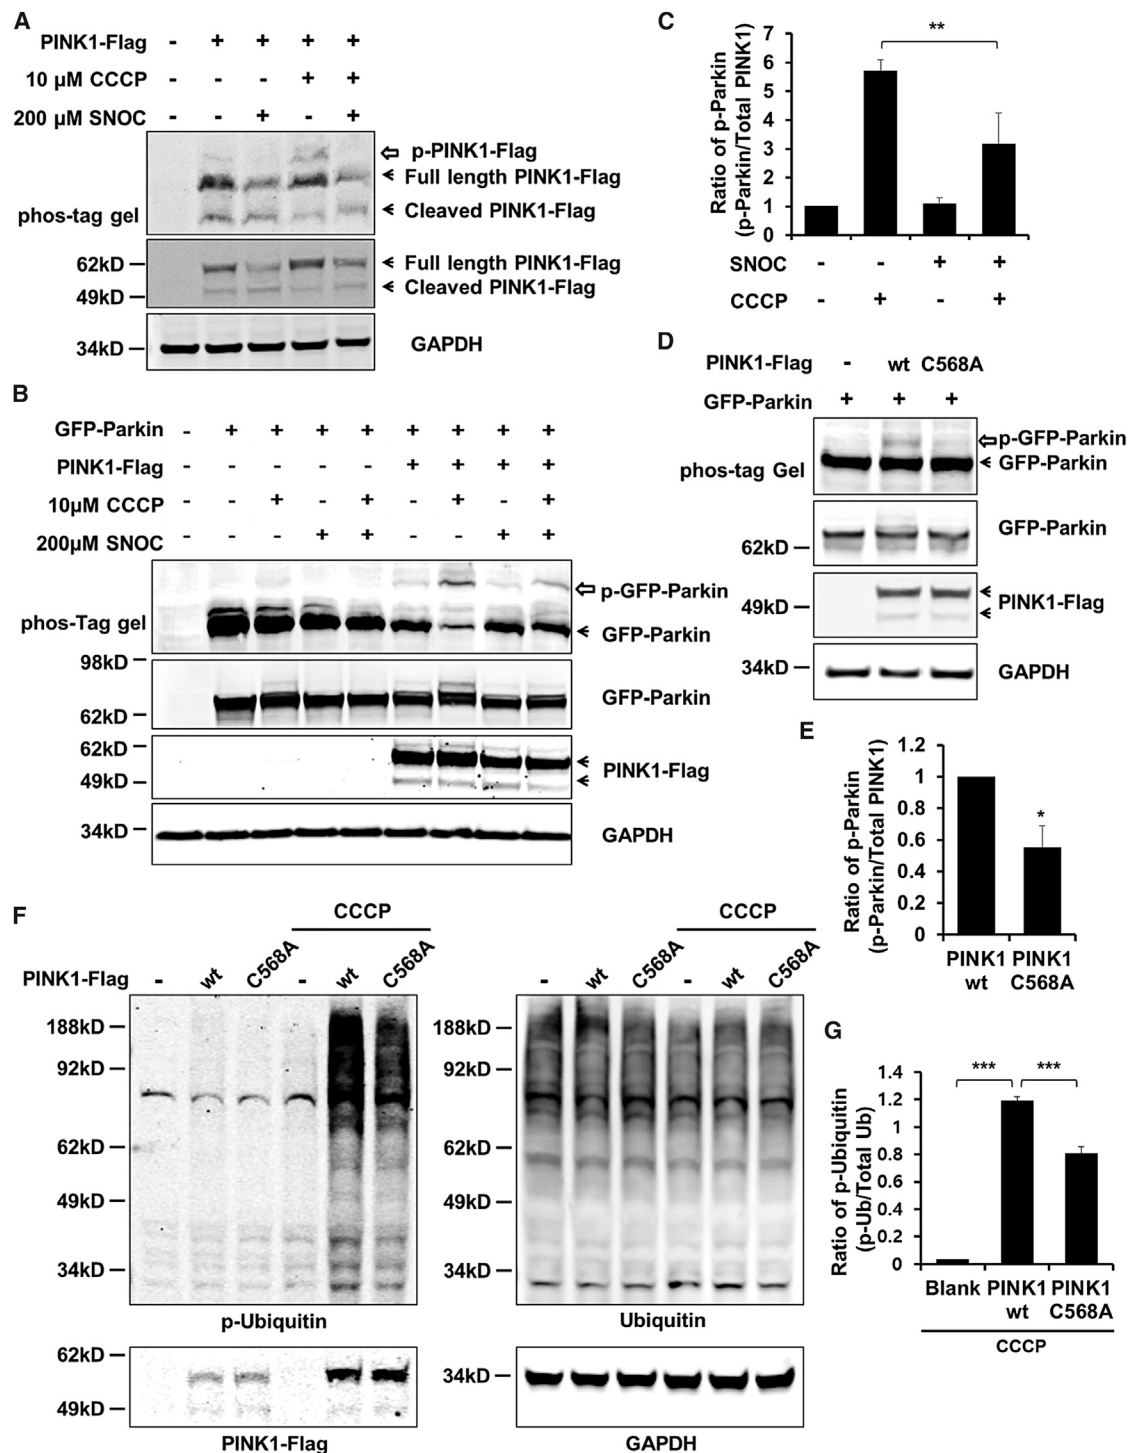 A
PINK1-Flag - + + + +
10 µM CCCP - - - + +
200 µM SNOC - - + - +
p-PINK1-Flag
Full length PINK1-Flag
phos-tag gel
Cleaved PINK1-Flag
62kD
Full length PINK1-Flag
49kD
Cleaved PINK1-Flag
34kD
GAPDH
B
GFP-Parkin - + + + + + + + +
PINK1-Flag - - - - - + + + +
10µM CCCP - - + - + - + - +
200µM SNOC - - - + + - - + +
p-GFP-Parkin
phos-Tag gel
GFP-Parkin
98kD
GFP-Parkin
62kD
62kD
PINK1-Flag
49kD
34kD
GAPDH
C
Ratio of p-Parkin
(p-Parkin/Total PINK1)
7
6
5
4
3
2
1
0
**
SNOC - - + +
CCCP - + - +
D
PINK1-Flag - wt C568A
GFP-Parkin + + +
p-GFP-Parkin
phos-tag Gel
GFP-Parkin
GFP-Parkin
62kD
49kD
PINK1-Flag
34kD
GAPDH
E
Ratio of p-Parkin
(p-Parkin/Total PINK1)
1.2
1
0.8
0.6
0.4
0.2
0
*
PINK1 PINK1
wt C568A
F
CCCP
CCCP
PINK1-Flag - wt C568A - wt C568A
- wt C568A - wt C568A
188kD
92kD
62kD
49kD
34kD
p-Ubiquitin
188kD
92kD
62kD
49kD
34kD
Ubiquitin
62kD
49kD
PINK1-Flag
34kD
GAPDH
G
Ratio of p-Ubiquitin
(p-Ub/Total Ub)
1.4
1.2
1
0.8
0.6
0.4
0.2
0
*** ***
Blank PINK1 PINK1
wt C568A
CCCP